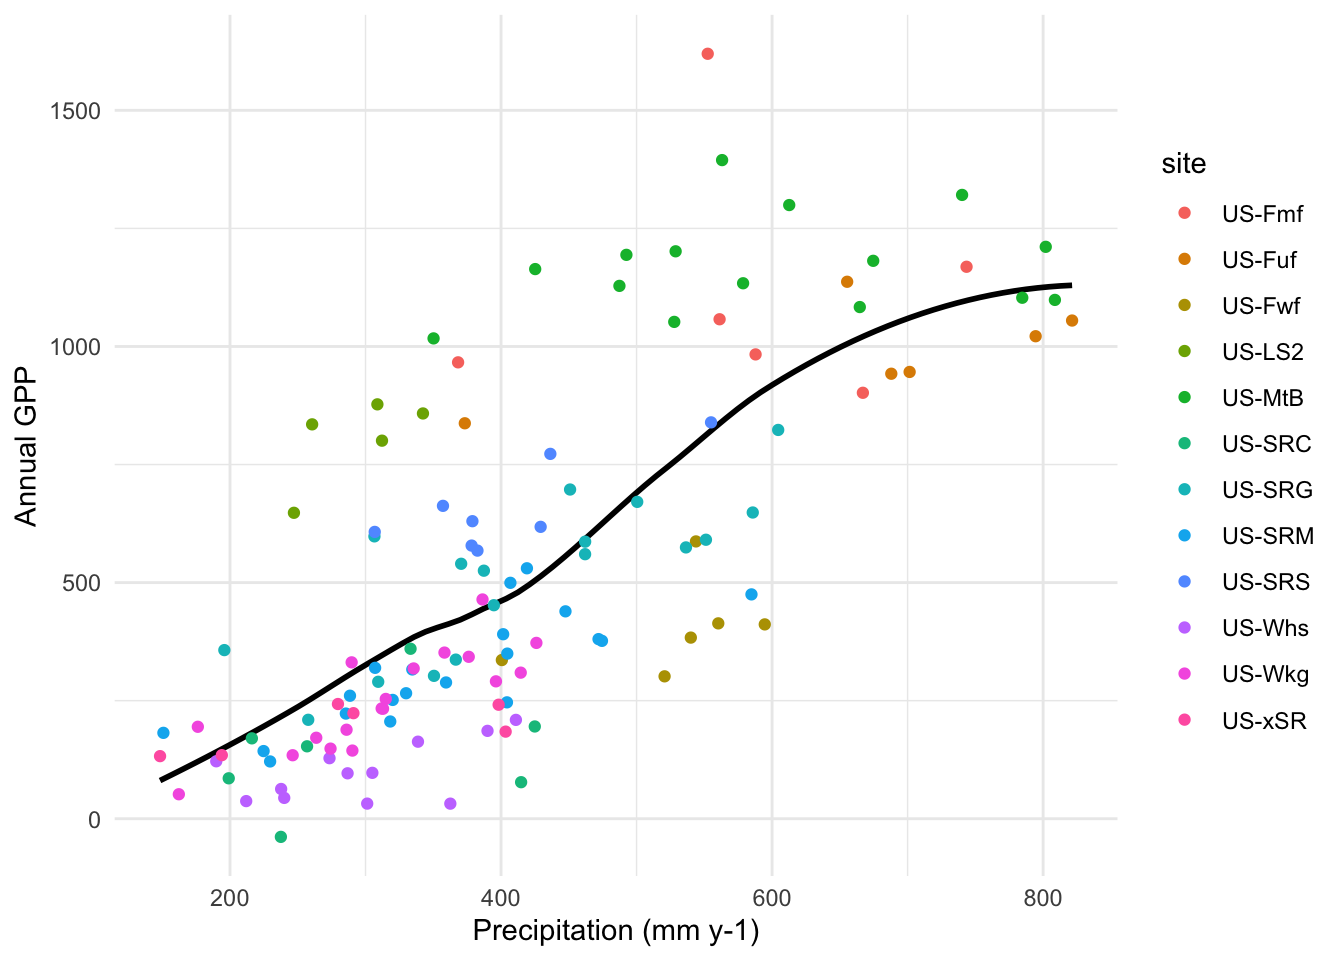 1500
1000
500
0
Annual GPP
200
400
600
800
Precipitation (mm y-1)
site
US-Fmf
US-Fuf
US-Fwf
US-LS2
US-MtB
US-SRC
US-SRG
US-SRM
US-SRS
US-Whs
US-Wkg
US-xSR